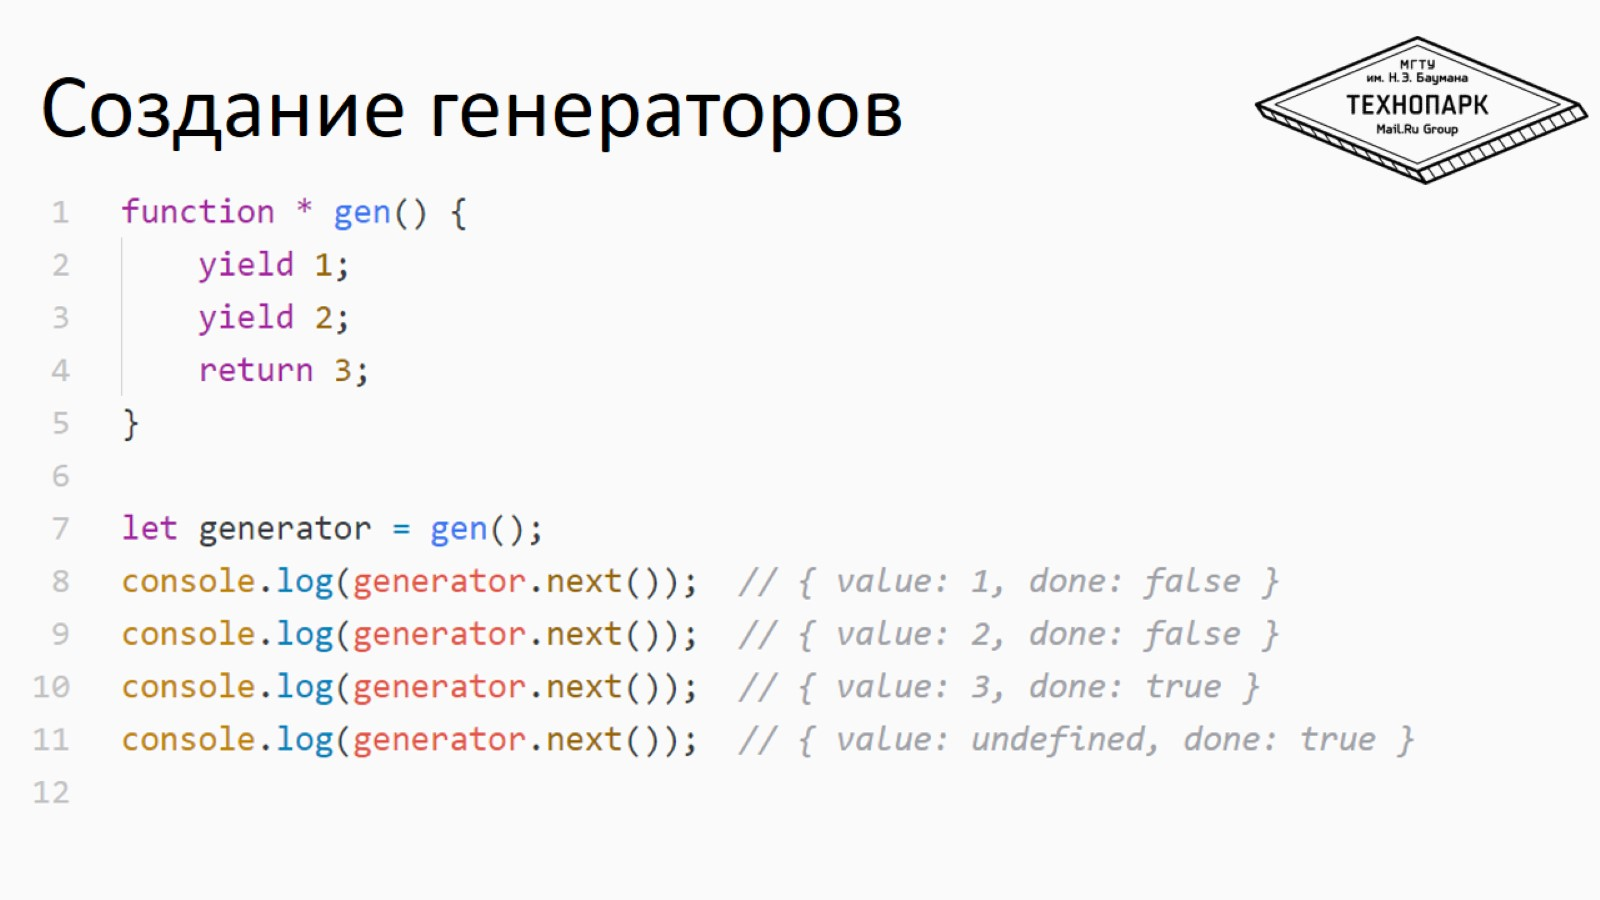 Создание генераторов
МГТУ
им. Н.Э. Баумана
ТЕХНОПАРК
Mail.Ru Group
1 function * gen() {
2 yield 1;
3 yield 2;
4 return 3;
5 }
6
7 let generator = gen();
8 console.log(generator.next()); // { value: 1, done: false }
9 console.log(generator.next()); // { value: 2, done: false }
10 console.log(generator.next()); // { value: 3, done: true }
11 console.log(generator.next()); // { value: undefined, done: true }
12